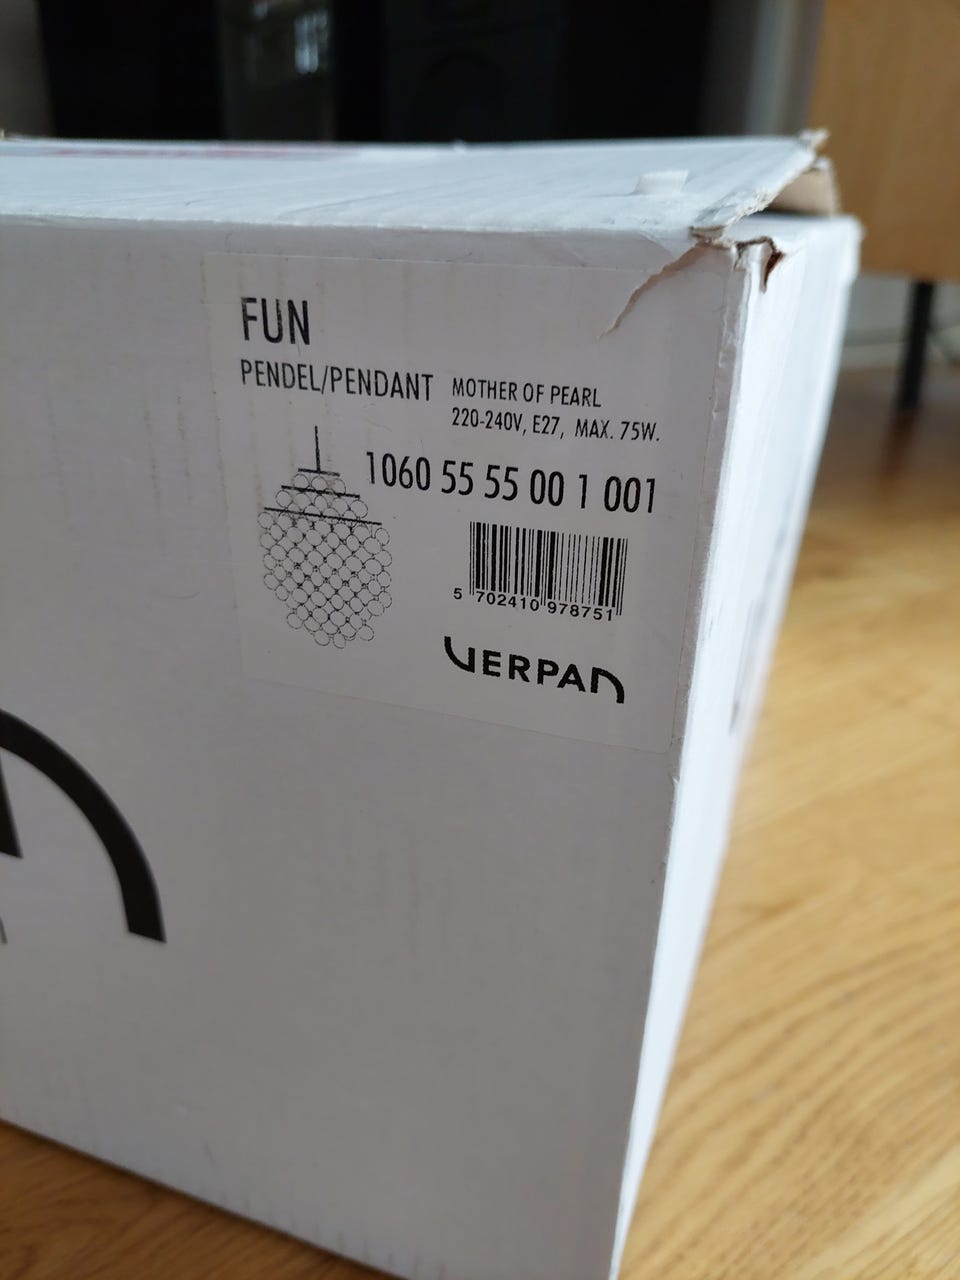 FUN
PENDEL/PENDANT
MOTHER OF PEARL
220-240V, E27, MAX. 75W.
1060 55 55 00 1 001
5 702410 978751
VERPAN